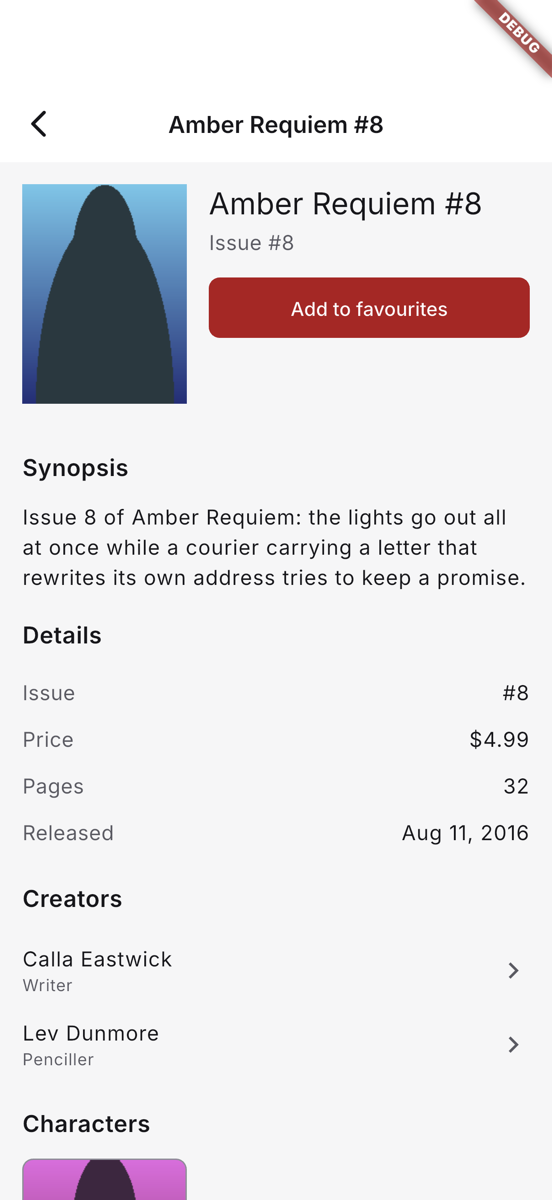 DEBUG
Amber Requiem #8
Amber Requiem #8
Issue #8
Add to favourites
Synopsis
Issue 8 of Amber Requiem: the lights go out all
at once while a courier carrying a letter that
rewrites its own address tries to keep a promise.
Details
Issue #8
Price $4.99
Pages 32
Released Aug 11, 2016
Creators
Calla Eastwick
Writer
Lev Dunmore
Penciller
Characters